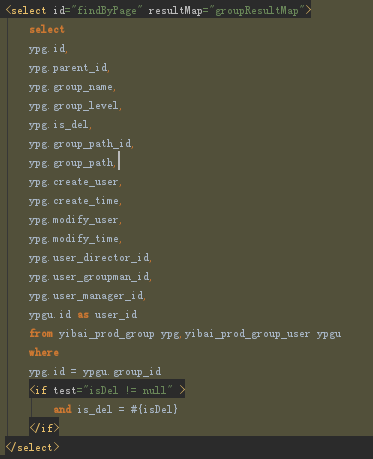 <select id="findByPage" resultMap="groupResultMap">
select
ypg.id,
ypg.parent_id,
ypg.group_name,
ypg.group_level,
ypg.is_del,
ypg.group_path_id,
ypg.group_path,
ypg.create_user,
ypg.create_time,
ypg.modify_user,
ypg.modify_time,
ypg.user_director_id,
ypg.user_groupman_id,
ypg.user_manager_id,
ypgu.id as user_id
from yibai_prod_group ypg,yibai_prod_group_user ypgu
where
ypg.id = ypgu.group_id
<if test="isDel != null" >
and is_del = #{isDel}
</if>
</select>